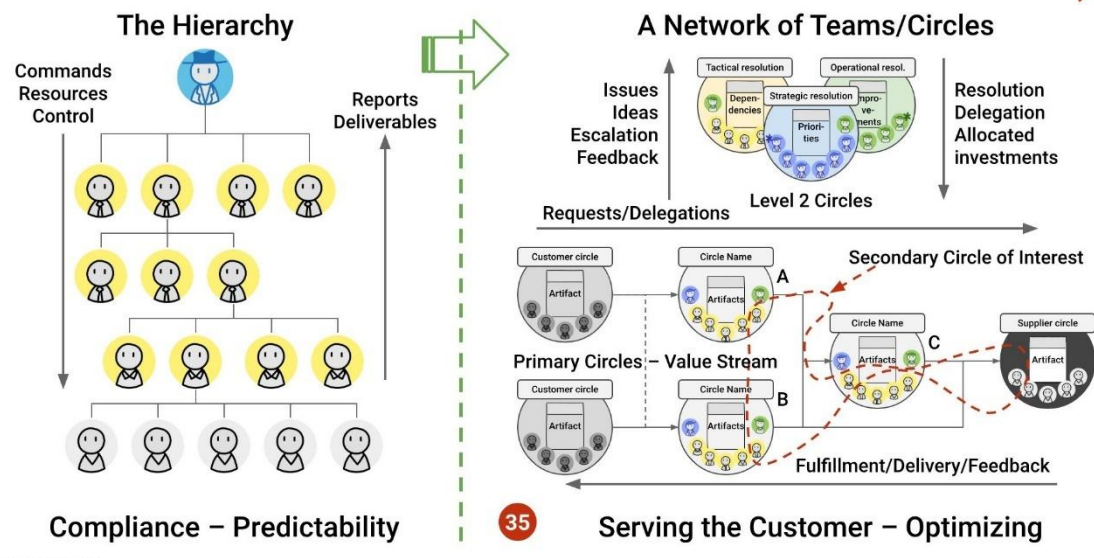 The Hierarchy
Commands
Resources
Control
Reports
Deliverables
Compliance – Predictability
A Network of Teams/Circles
Issues
Ideas
Escalation
Feedback
Tactical resolution
Operational resol.
Strategic resolution
Depen-
dencies
Priori-
ties
mpro-
ve-
ments
Resolution
Delegation
Allocated
investments
Level 2 Circles
Requests/Delegations
Secondary Circle of Interest
Customer circle
Artifact
Circle Name
Artifacts
A
Circle Name
Artifacts
C
Supplier circle
Artifact
Primary Circles – Value Stream
Customer circle
Artifact
Circle Name
Artifacts
B
Fulfillment/Delivery/Feedback
35
Serving the Customer – Optimizing